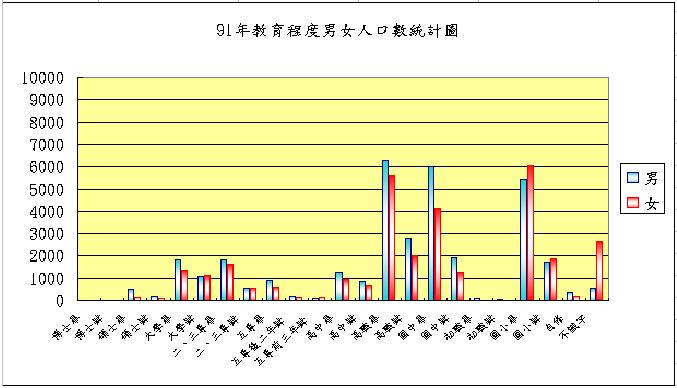 91年教育程度男女人口數統計圖
10000
9000
8000
7000
6000
5000
4000
3000
2000
1000
0
博士畢
博士肄
碩士畢
碩士肄
大學畢
大學肄
二、三專畢
二、三專肄
五專畢
五專後二年肄
五專前三年肄
高中畢
高中肄
高職畢
高職肄
國中畢
國中肄
初職畢
初職肄
國小畢
國小肄
自修
不識字
男
女